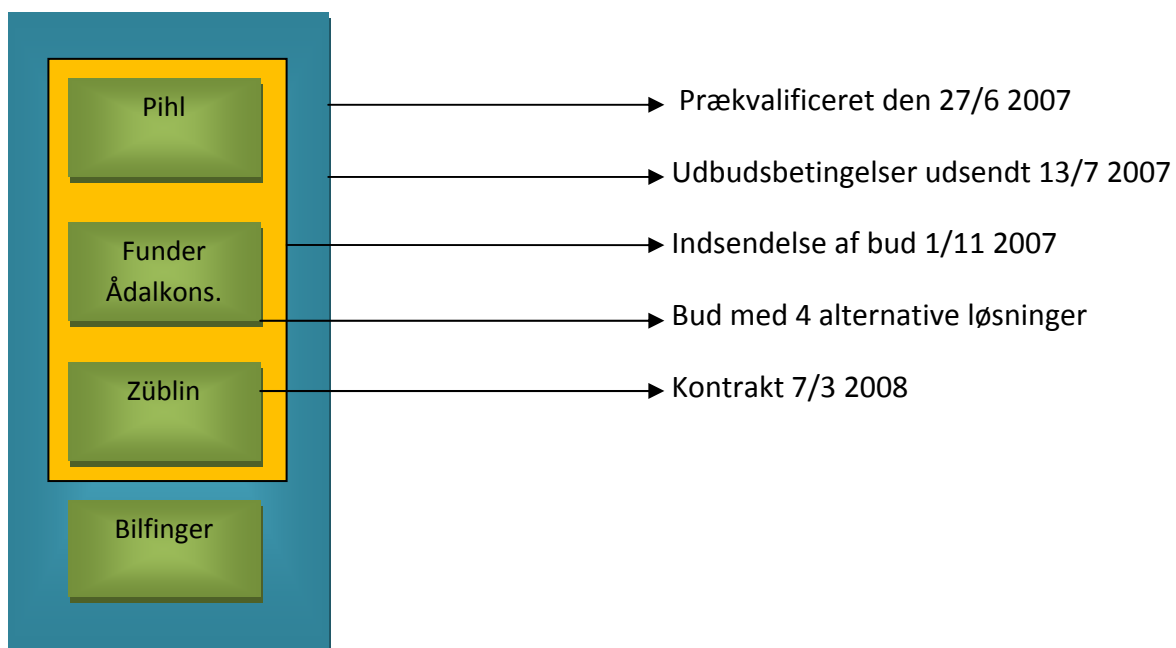 Pihl
Funder
Ådalkons.
Züblin
Bilfinger
Prækvalificeret den 27/6 2007
Udbudsbetingelser udsendt 13/7 2007
Indsendelse af bud 1/11 2007
Bud med 4 alternative løsninger
Kontrakt 7/3 2008